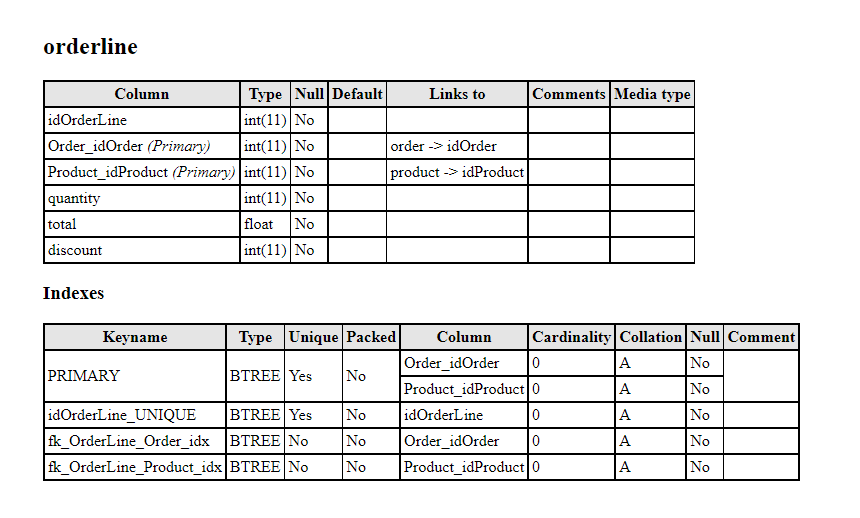 orderline
Column Type Null Default Links to Comments Media type
idOrderLine int(11) No
Order_idOrder (Primary) int(11) No order -> idOrder
Product_idProduct (Primary) int(11) No product -> idProduct
quantity int(11) No
total float No
discount int(11) No
Indexes
Keyname Type Unique Packed Column Cardinality Collation Null Comment
PRIMARY BTREE Yes No Order_idOrder 0 A No
Product_idProduct 0 A No
idOrderLine_UNIQUE BTREE Yes No idOrderLine 0 A No
fk_OrderLine_Order_idx BTREE No No Order_idOrder 0 A No
fk_OrderLine_Product_idx BTREE No No Product_idProduct 0 A No